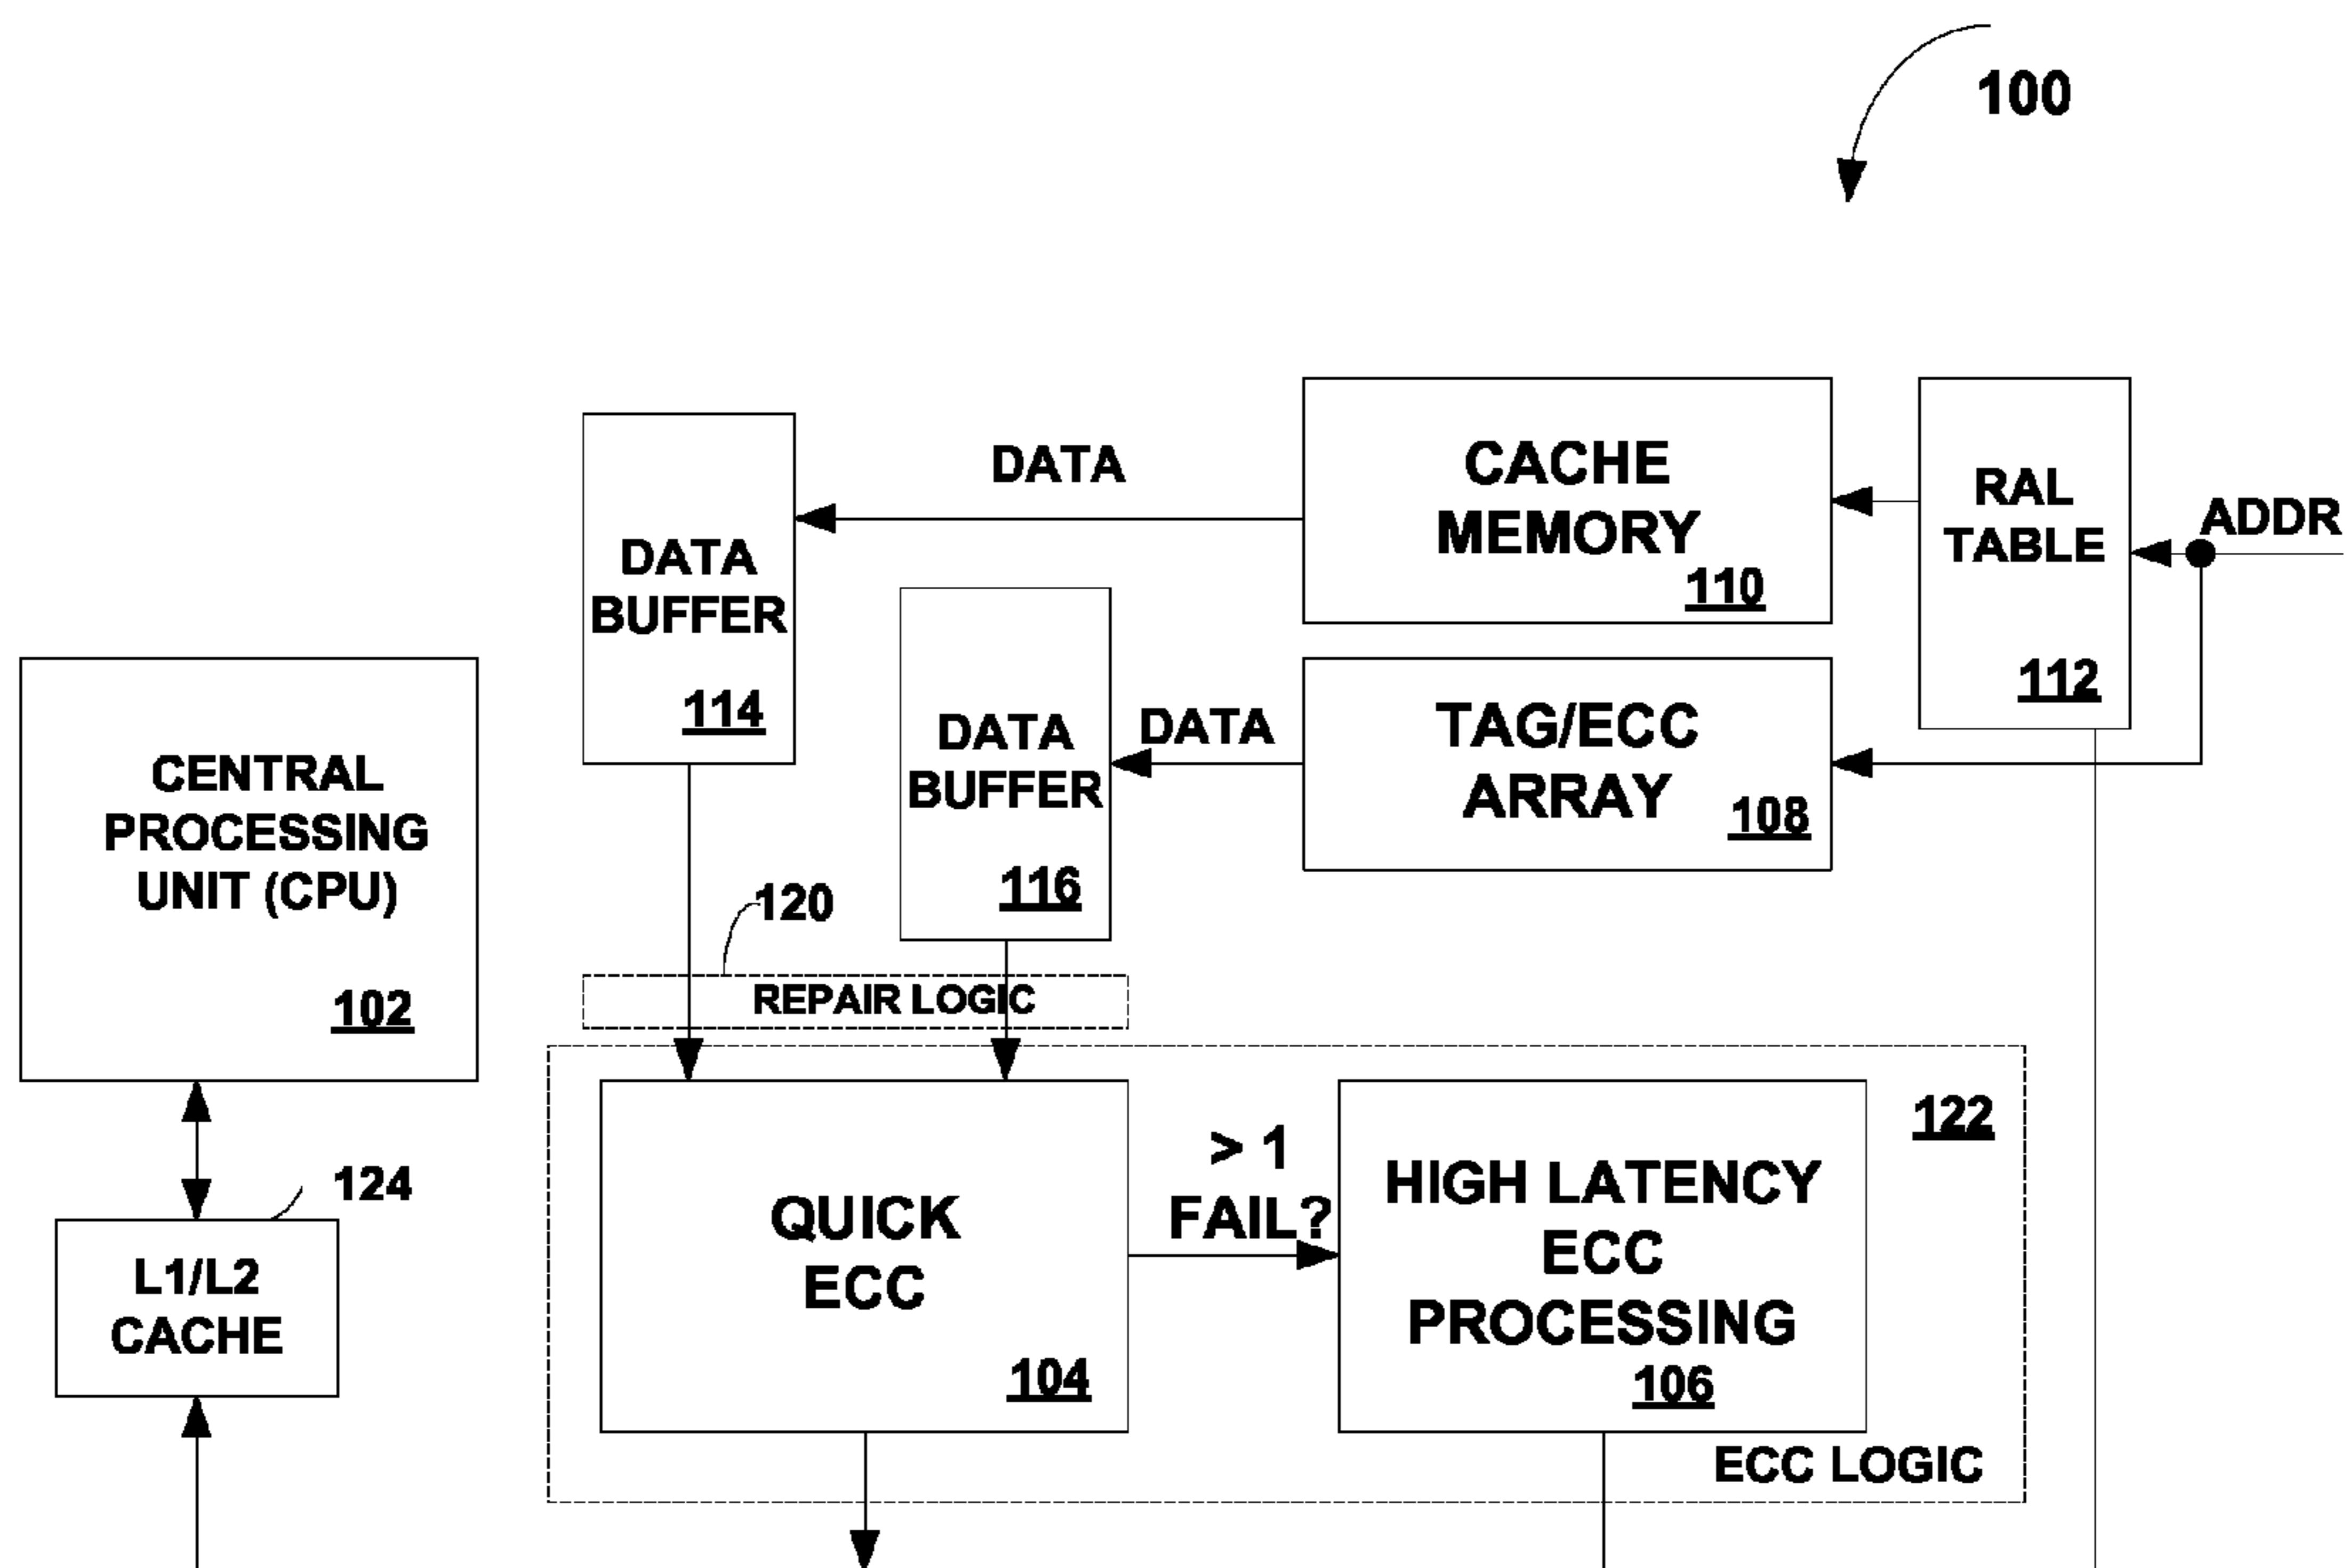 100
DATA
CACHE
MEMORY
110
RAL
TABLE
112
ADDR
DATA
BUFFER
114
DATA
BUFFER
116
DATA
TAG/ECC
ARRAY
108
CENTRAL
PROCESSING
UNIT (CPU)
102
120
REPAIR LOGIC
124
L1/L2
CACHE
QUICK
ECC
104
> 1
FAIL?
HIGH LATENCY
ECC
PROCESSING
106
122
ECC LOGIC